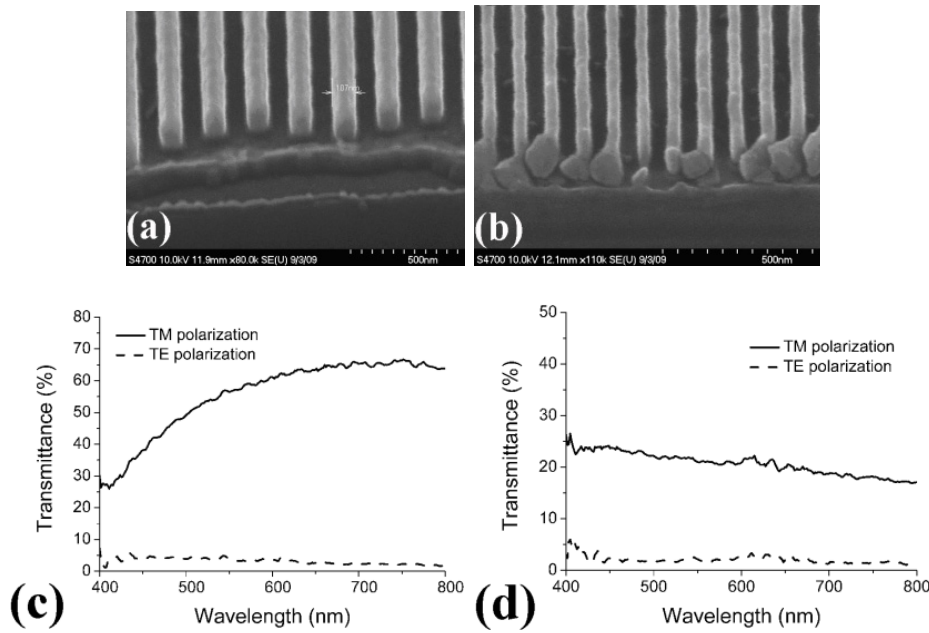 107nm
(a)
S4700 10.0kV 11.9mm x80.0k SE(U) 9/3/09
500nm
(b)
S4700 10.0kV 12.1mm x110k SE(U) 9/3/09
500nm
80
70
60
50
40
30
20
10
0
Transmittance (%)
TM polarization
TE polarization
400
500
600
700
800
Wavelength (nm)
(c)
50
40
30
20
10
0
Transmittance (%)
TM polarization
TE polarization
400
500
600
700
800
Wavelength (nm)
(d)